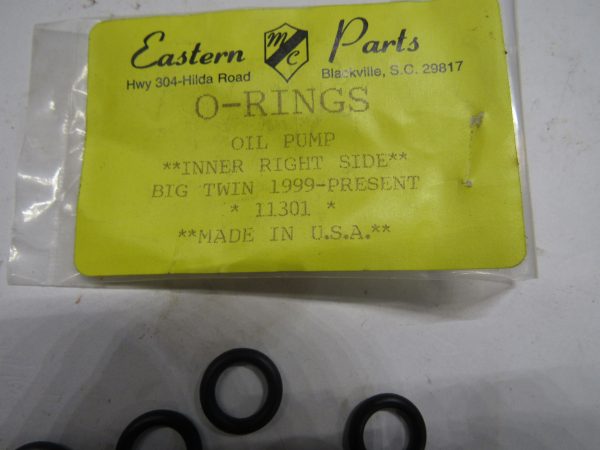 Eastern MC Parts
Hwy 304-Hilda Road Blackville, S.C. 29817
O-RINGS
OIL PUMP
**INNER RIGHT SIDE**
BIG TWIN 1999-PRESENT
* 11301 *
**MADE IN U.S.A.**